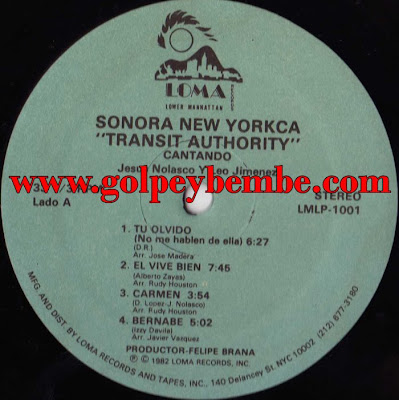 LOMA
RECORDS
LOWER MANHATTAN
SONORA NEW YORKCA
"TRANSIT AUTHORITY"
CANTANDO
Jesus Nolasco Y Leo Jimenez
www.golpeybembe.com
33
STEREO
Lado A
LMLP-1001
1. TU OLVIDO
(No me hablen de ella) 6:27
(D.R.)
Arr. Jose Madera
2. EL VIVE BIEN 7:45
(Alberto Zayas)
Arr. Rudy Houston
3. CARMEN 3:54
(D. Lopez-J. Nolasco)
Arr. Rudy Houston
4. BERNABE 5:02
(Izzy Davila)
Arr. Javier Vazquez
PRODUCTOR-FELIPE BRANA
℗ © 1982 LOMA RECORDS, INC.
MFG. AND DIST. BY LOMA RECORDS AND TAPES, INC., 140 Delancey St. NYC 10002 (212) 677-3180